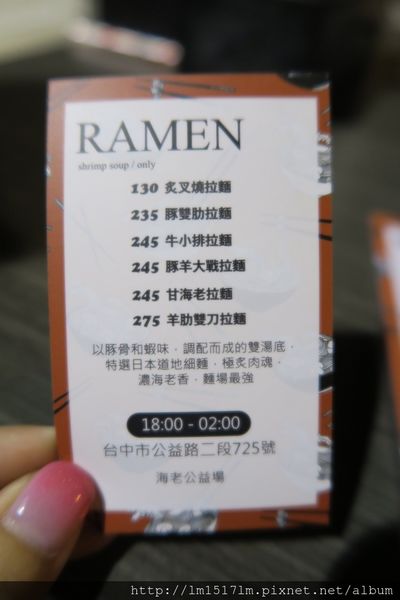 RAMEN
shrimp soup / only
130 炙叉燒拉麵
235 豚雙肋拉麵
245 牛小排拉麵
245 豚羊大戰拉麵
245 甘海老拉麵
275 羊肋雙刀拉麵
以豚骨和蝦味．調配而成的雙湯底．
特選日本道地細麵．極炙肉魂．
濃海老香．麵場最強
18:00 - 02:00
台中市公益路二段725號
海老公益場
http://lm1517lm.pixnet.net/album